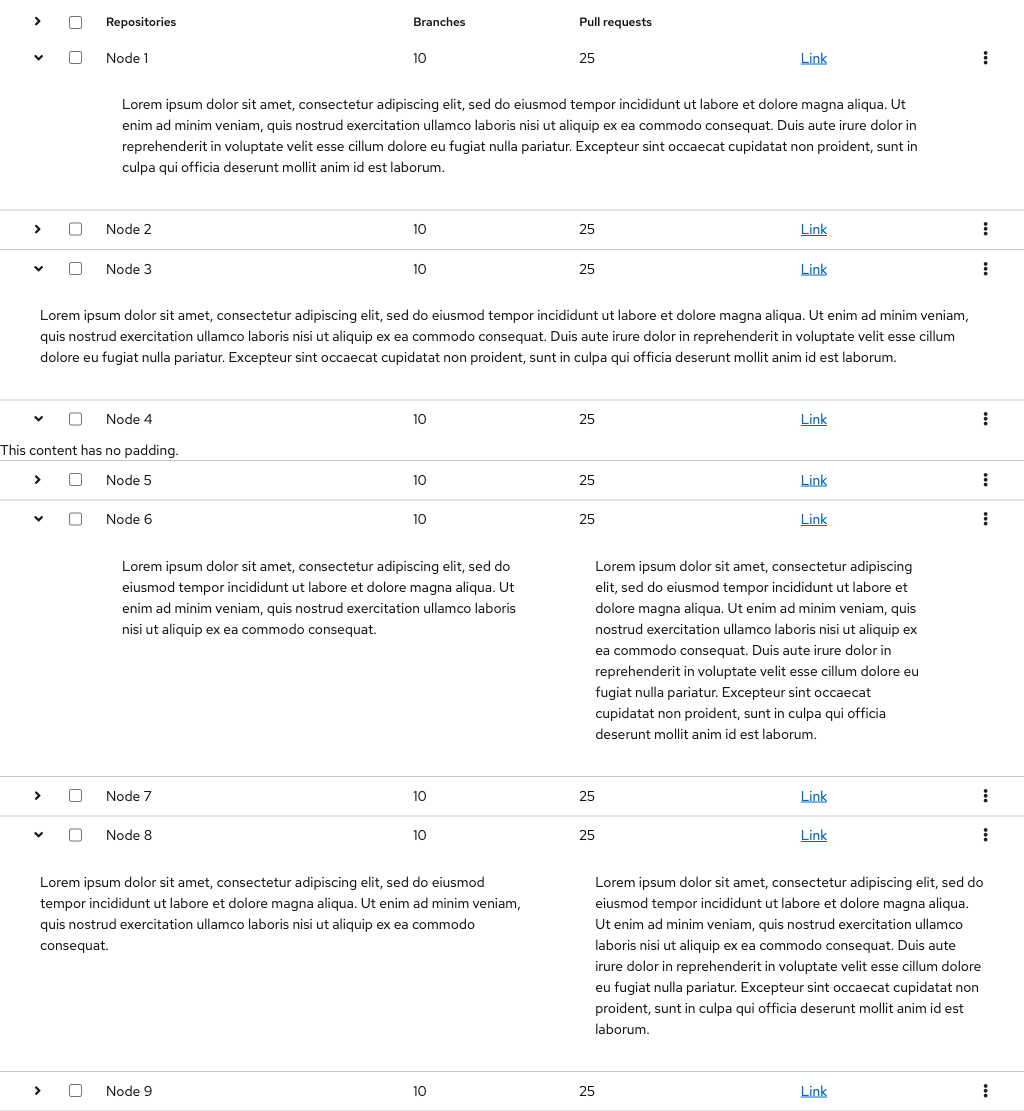 Repositories Branches Pull requests
Node 1 10 25 Link
Lorem ipsum dolor sit amet, consectetur adipiscing elit, sed do eiusmod tempor incididunt ut labore et dolore magna aliqua. Ut
enim ad minim veniam, quis nostrud exercitation ullamco laboris nisi ut aliquip ex ea commodo consequat. Duis aute irure dolor in
reprehenderit in voluptate velit esse cillum dolore eu fugiat nulla pariatur. Excepteur sint occaecat cupidatat non proident, sunt in
culpa qui officia deserunt mollit anim id est laborum.
Node 2 10 25 Link
Node 3 10 25 Link
Lorem ipsum dolor sit amet, consectetur adipiscing elit, sed do eiusmod tempor incididunt ut labore et dolore magna aliqua. Ut enim ad minim veniam,
quis nostrud exercitation ullamco laboris nisi ut aliquip ex ea commodo consequat. Duis aute irure dolor in reprehenderit in voluptate velit esse cillum
dolore eu fugiat nulla pariatur. Excepteur sint occaecat cupidatat non proident, sunt in culpa qui officia deserunt mollit anim id est laborum.
Node 4 10 25 Link
This content has no padding.
Node 5 10 25 Link
Node 6 10 25 Link
Lorem ipsum dolor sit amet, consectetur adipiscing elit, sed do
eiusmod tempor incididunt ut labore et dolore magna aliqua. Ut
enim ad minim veniam, quis nostrud exercitation ullamco laboris
nisi ut aliquip ex ea commodo consequat.
Lorem ipsum dolor sit amet, consectetur adipiscing
elit, sed do eiusmod tempor incididunt ut labore et
dolore magna aliqua. Ut enim ad minim veniam, quis
nostrud exercitation ullamco laboris nisi ut aliquip ex
ea commodo consequat. Duis aute irure dolor in
reprehenderit in voluptate velit esse cillum dolore eu
fugiat nulla pariatur. Excepteur sint occaecat
cupidatat non proident, sunt in culpa qui officia
deserunt mollit anim id est laborum.
Node 7 10 25 Link
Node 8 10 25 Link
Lorem ipsum dolor sit amet, consectetur adipiscing elit, sed do eiusmod
tempor incididunt ut labore et dolore magna aliqua. Ut enim ad minim veniam,
quis nostrud exercitation ullamco laboris nisi ut aliquip ex ea commodo
consequat.
Lorem ipsum dolor sit amet, consectetur adipiscing elit, sed do
eiusmod tempor incididunt ut labore et dolore magna aliqua.
Ut enim ad minim veniam, quis nostrud exercitation ullamco
laboris nisi ut aliquip ex ea commodo consequat. Duis aute
irure dolor in reprehenderit in voluptate velit esse cillum dolore
eu fugiat nulla pariatur. Excepteur sint occaecat cupidatat non
proident, sunt in culpa qui officia deserunt mollit anim id est
laborum.
Node 9 10 25 Link